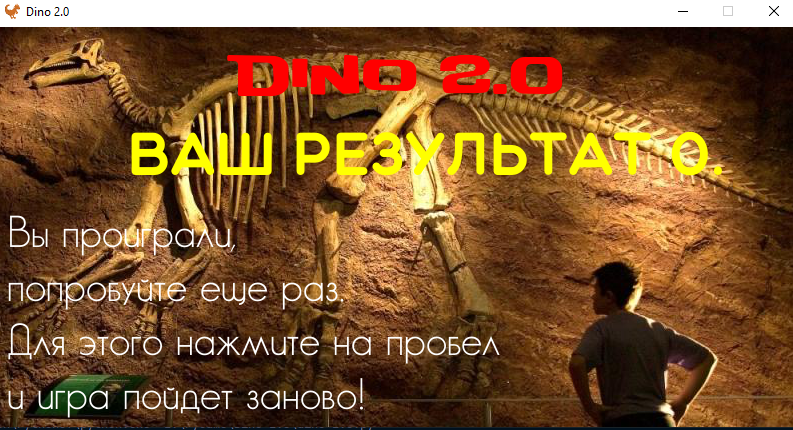 Dino 2.0
Dino 2.0
ВАШ РЕЗУЛЬТАТ 0.
Вы проиграли,
попробуйте еще раз.
Для этого нажмите на пробел
и игра пойдет заново!